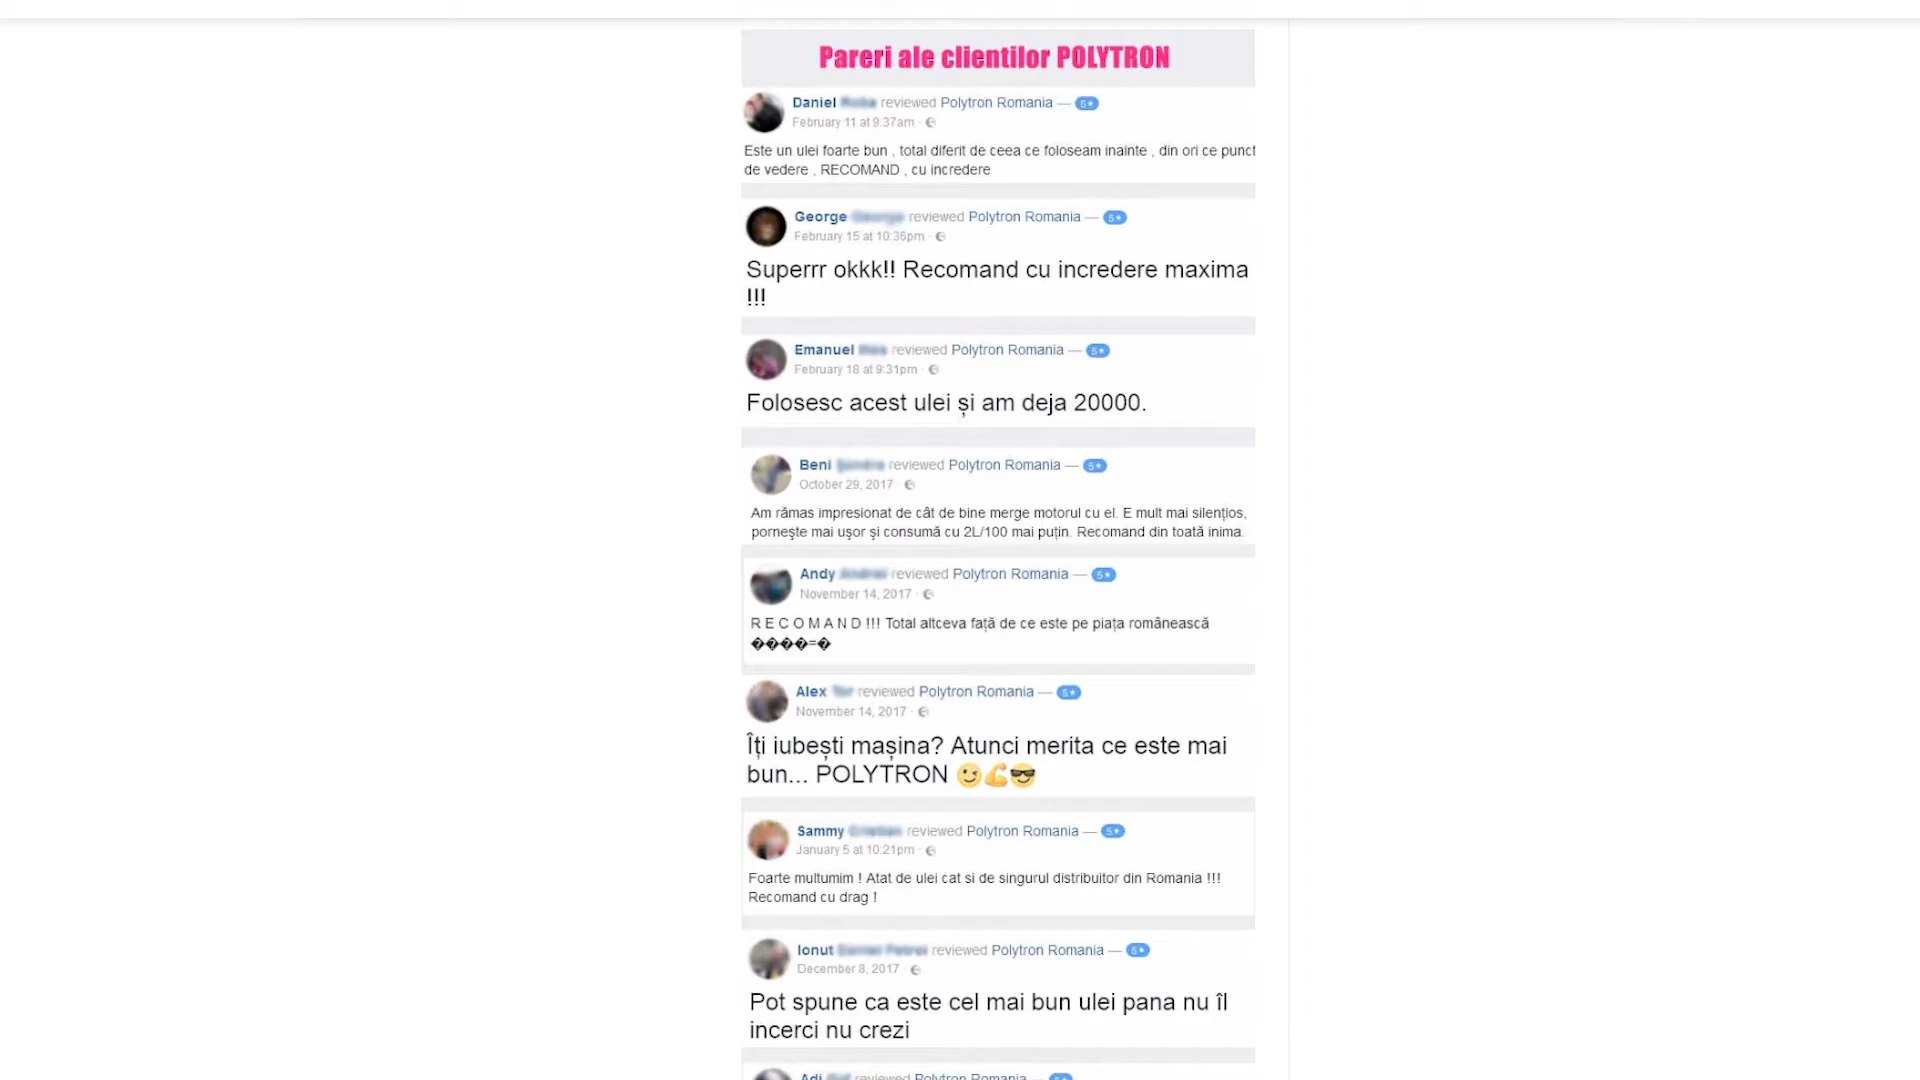 Pareri ale clientilor POLYTRON
Daniel reviewed Polytron Romania — 5★
February 11 at 9:37am ·
Este un ulei foarte bun , total diferit de ceea ce foloseam inainte , din ori ce punct
de vedere , RECOMAND , cu incredere
George reviewed Polytron Romania — 5★
February 15 at 10:36pm ·
Superrr okkk!! Recomand cu incredere maxima
!!!
Emanuel reviewed Polytron Romania — 5★
February 18 at 9:31pm ·
Folosesc acest ulei și am deja 20000.
Beni reviewed Polytron Romania — 5★
October 29, 2017 ·
Am rămas impresionat de cât de bine merge motorul cu el. E mult mai silențios,
pornește mai ușor și consumă cu 2L/100 mai puțin. Recomand din toată inima.
Andy reviewed Polytron Romania — 5★
November 14, 2017 ·
R E C O M A N D !!! Total altceva față de ce este pe piața românească
����=�
Alex reviewed Polytron Romania — 5★
November 14, 2017 ·
Îți iubești mașina? Atunci merita ce este mai
bun... POLYTRON 😉💪😎
Sammy reviewed Polytron Romania — 5★
January 5 at 10:21pm ·
Foarte multumim ! Atat de ulei cat si de singurul distribuitor din Romania !!!
Recomand cu drag !
Ionut reviewed Polytron Romania — 5★
December 8, 2017 ·
Pot spune ca este cel mai bun ulei pana nu îl
incerci nu crezi
Adi reviewed Polytron Romania —